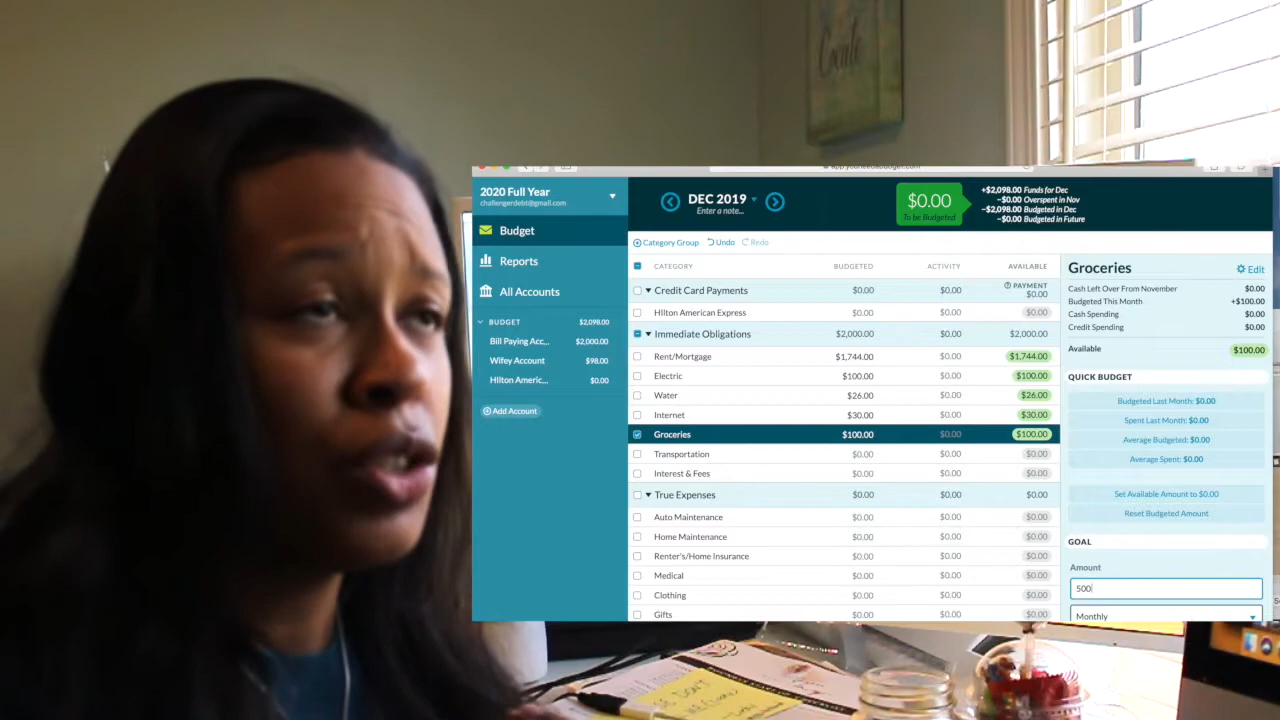 Create
app.youneedabudget.com
2020 Full Year
challengerdebt@gmail.com
Budget
Reports
All Accounts
BUDGET $2,098.00
Bill Paying Acc... $2,000.00
Wifey Account $98.00
HIlton Americ... $0.00
Add Account
DEC 2019
Enter a note...
$0.00
To be Budgeted
+$2,098.00 Funds for Dec
−$0.00 Overspent in Nov
−$2,098.00 Budgeted in Dec
−$0.00 Budgeted in Future
Category Group Undo Redo
CATEGORY BUDGETED ACTIVITY AVAILABLE
Credit Card Payments $0.00 $0.00 PAYMENT $0.00
HIlton American Express $0.00 $0.00 $0.00
Immediate Obligations $2,000.00 $0.00 $2,000.00
Rent/Mortgage $1,744.00 $0.00 $1,744.00
Electric $100.00 $0.00 $100.00
Water $26.00 $0.00 $26.00
Internet $30.00 $0.00 $30.00
Groceries $100.00 $0.00 $100.00
Transportation $0.00 $0.00 $0.00
Interest & Fees $0.00 $0.00 $0.00
True Expenses $0.00 $0.00 $0.00
Auto Maintenance $0.00 $0.00 $0.00
Home Maintenance $0.00 $0.00 $0.00
Renter's/Home Insurance $0.00 $0.00 $0.00
Medical $0.00 $0.00 $0.00
Clothing $0.00 $0.00 $0.00
Gifts $0.00 $0.00 $0.00
Groceries Edit
Cash Left Over From November $0.00
Budgeted This Month +$100.00
Cash Spending $0.00
Credit Spending $0.00
Available $100.00
QUICK BUDGET
Budgeted Last Month: $0.00
Spent Last Month: $0.00
Average Budgeted: $0.00
Average Spent: $0.00
Set Available Amount to $0.00
Reset Budgeted Amount
GOAL
Amount
500
Monthly
DON'T